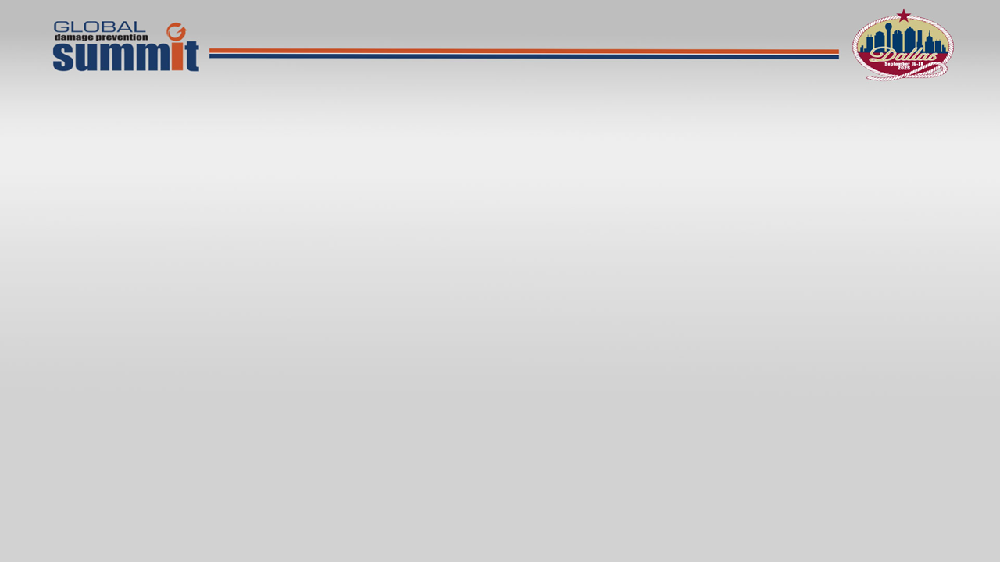 GLOBAL
damage prevention
summit
Dallas
September 16-18
2025